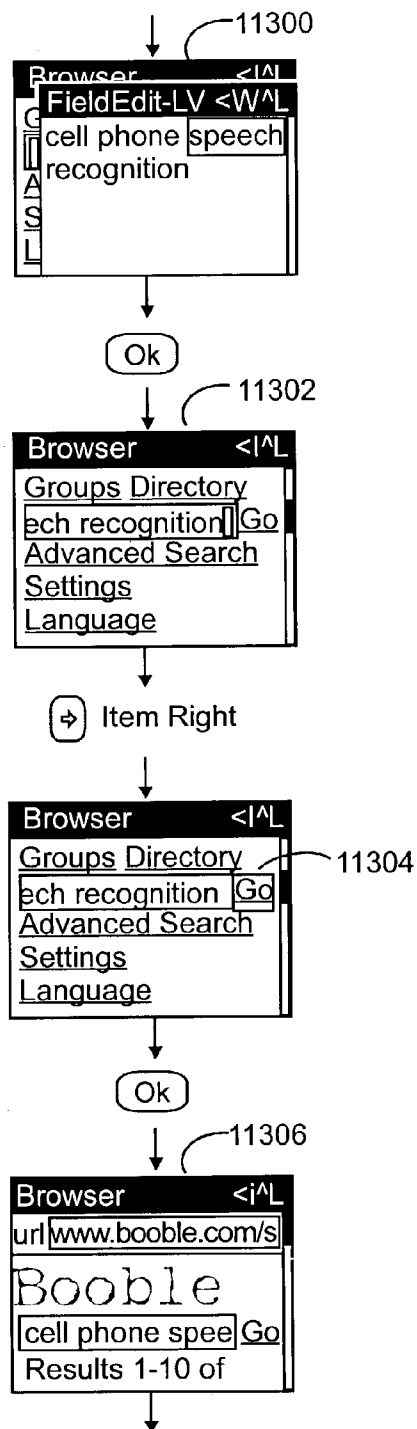 11300
Browser <I^L
FieldEdit-LV <W^L
G
cell phone speech
recognition
A
S
L
Ok
11302
Browser <I^L
Groups Directory
ech recognition Go
Advanced Search
Settings
Language
Item Right
Browser <I^L
Groups Directory
11304
ech recognition Go
Advanced Search
Settings
Language
Ok
11306
Browser <i^L
url www.booble.com/s
Booble
cell phone spee Go
Results 1-10 of